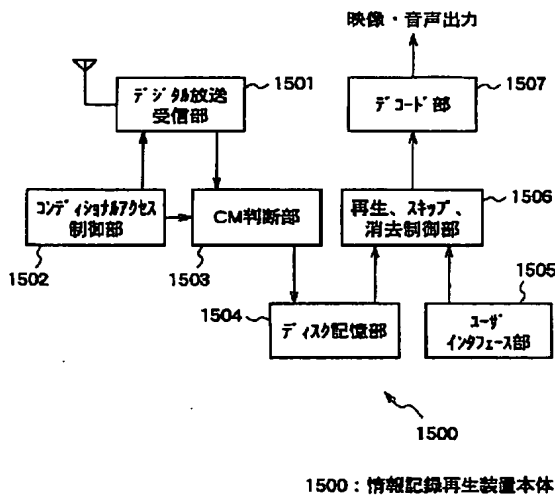 映像・音声出力
デジタル放送
受信部
1501
デコード部
1507
コンディショナルアクセス
制御部
1502
CM判断部
1503
再生、スキップ、
消去制御部
1506
1504
ディスク記憶部
1505
ユーザ
インタフェース部
1500
1500：情報記録再生装置本体